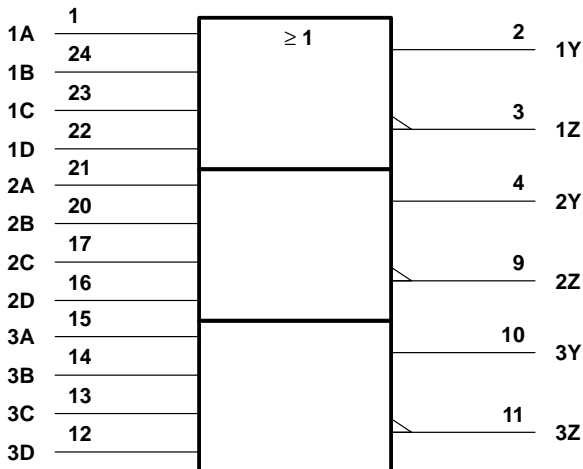 1A 1 ≥ 1 2 1Y
1B 24
1C 23 3 1Z
1D 22
2A 21 4 2Y
2B 20
2C 17 9 2Z
2D 16
3A 15 10 3Y
3B 14
3C 13 11 3Z
3D 12